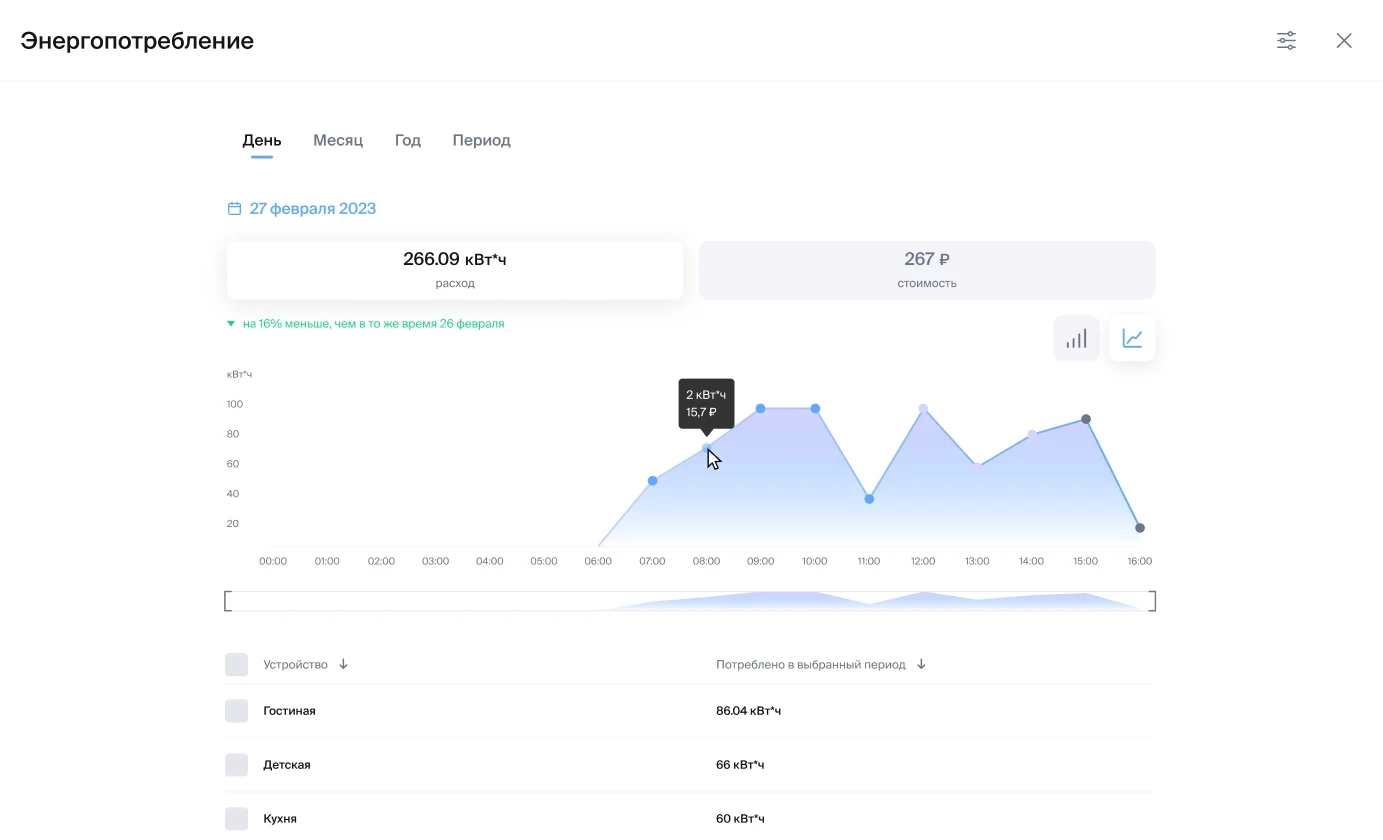 Энергопотребление
День Месяц Год Период
27 февраля 2023
266.09 кВт*ч
расход
267 ₽
стоимость
на 16% меньше, чем в то же время 26 февраля
кВт*ч
100
80
60
40
20
2 кВт*ч
15,7 ₽
00:00 01:00 02:00 03:00 04:00 05:00 06:00 07:00 08:00 09:00 10:00 11:00 12:00 13:00 14:00 15:00 16:00
Устройство Потреблено в выбранный период
Гостиная 86.04 кВт*ч
Детская 66 кВт*ч
Кухня 60 кВт*ч